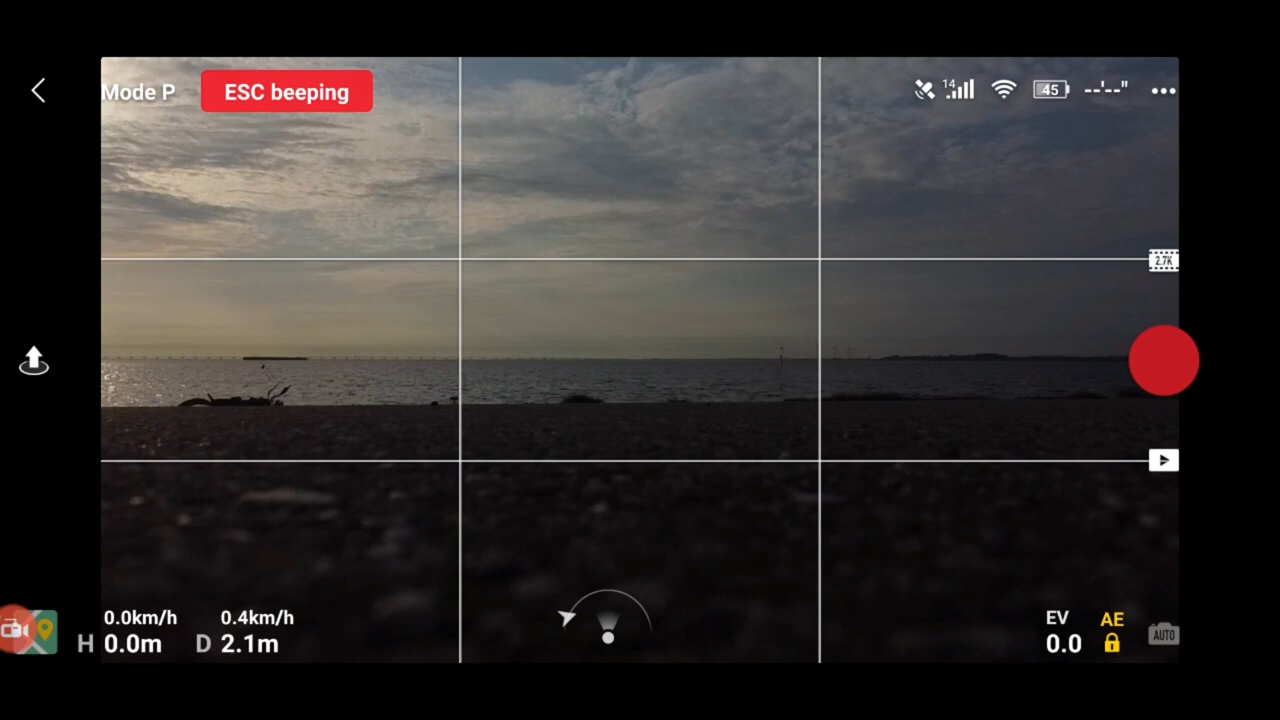 Mode P
ESC beeping
14
45
--'--"
2.7K
0.0km/h
0.4km/h
H 0.0m
D 2.1m
EV
0.0
AE
AUTO